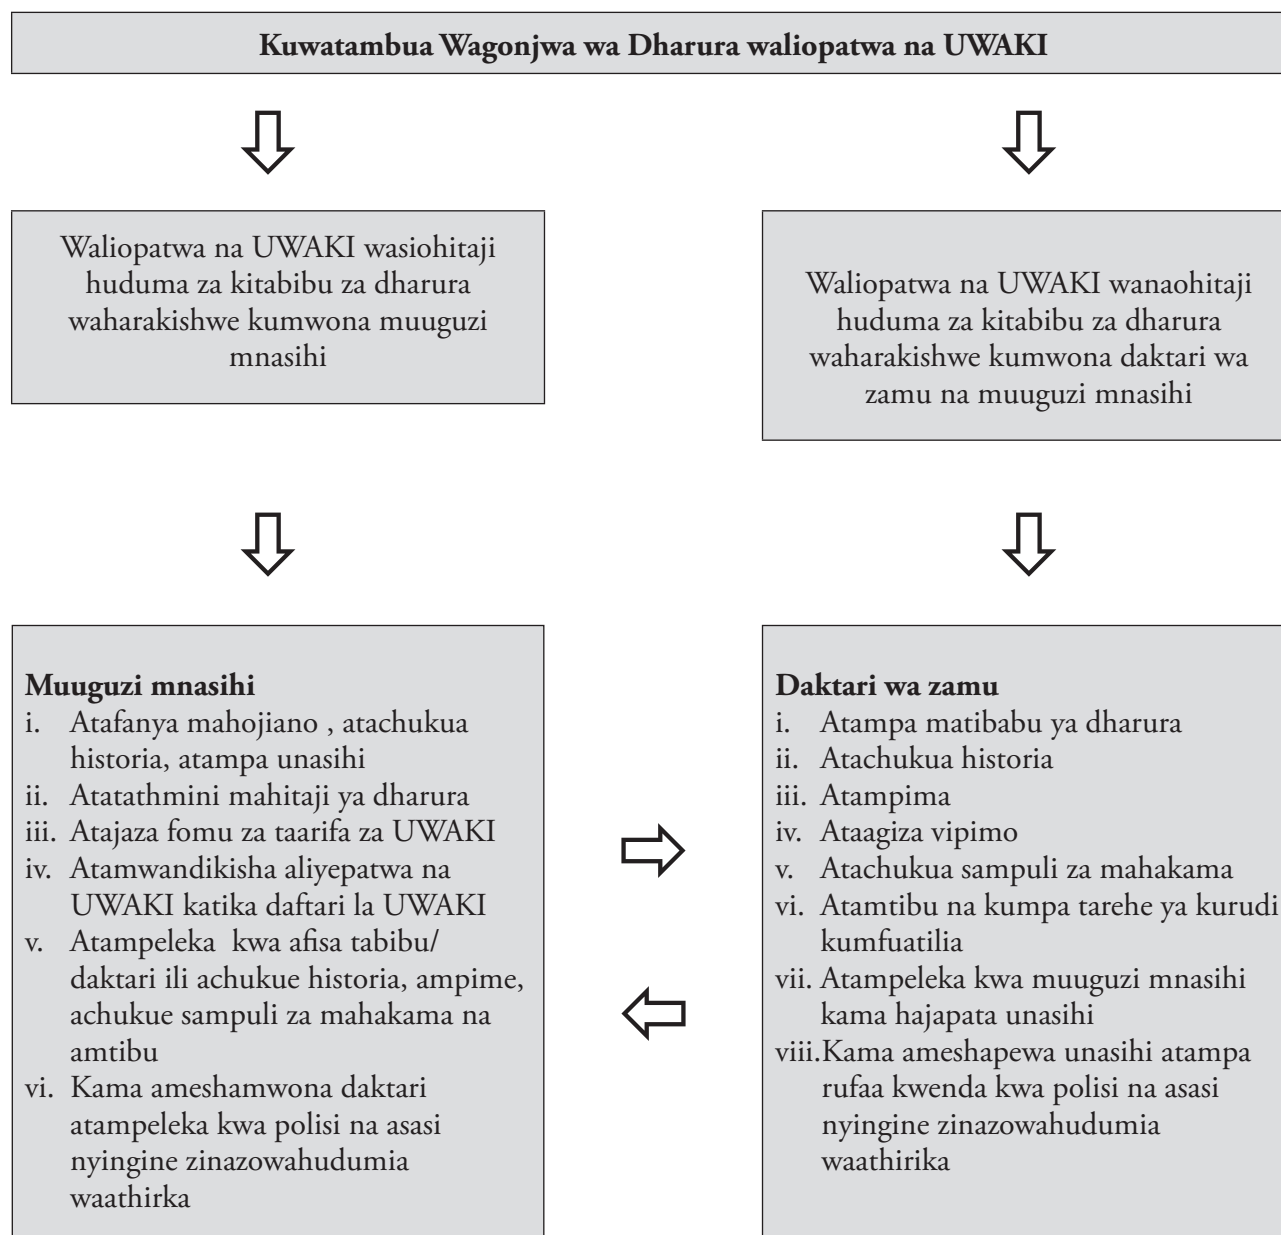 Kuwatambua Wagonjwa wa Dharura waliopatwa na UWAKI
Waliopatwa na UWAKI wasiohitaji
huduma za kitabibu za dharura
waharakishwe kumwona muuguzi
mnasihi
Waliopatwa na UWAKI wanaohitaji
huduma za kitabibu za dharura
waharakishwe kumwona daktari wa
zamu na muuguzi mnasihi
Muuguzi mnasihi
i. Atafanya mahojiano , atachukua
historia, atampa unasihi
ii. Atatathmini mahitaji ya dharura
iii. Atajaza fomu za taarifa za UWAKI
iv. Atamwandikisha aliyepatwa na
UWAKI katika daftari la UWAKI
v. Atampeleka kwa afisa tabibu/
daktari ili achukue historia, ampime,
achukue sampuli za mahakama na
amtibu
vi. Kama ameshamwona daktari
atampeleka kwa polisi na asasi
nyingine zinazowahudumia
waathirka
Daktari wa zamu
i. Atampa matibabu ya dharura
ii. Atachukua historia
iii. Atampima
iv. Ataagiza vipimo
v. Atachukua sampuli za mahakama
vi. Atamtibu na kumpa tarehe ya kurudi
kumfuatilia
vii. Atampeleka kwa muuguzi mnasihi
kama hajapata unasihi
viii.Kama ameshapewa unasihi atampa
rufaa kwenda kwa polisi na asasi
nyingine zinazowahudumia
waathirika